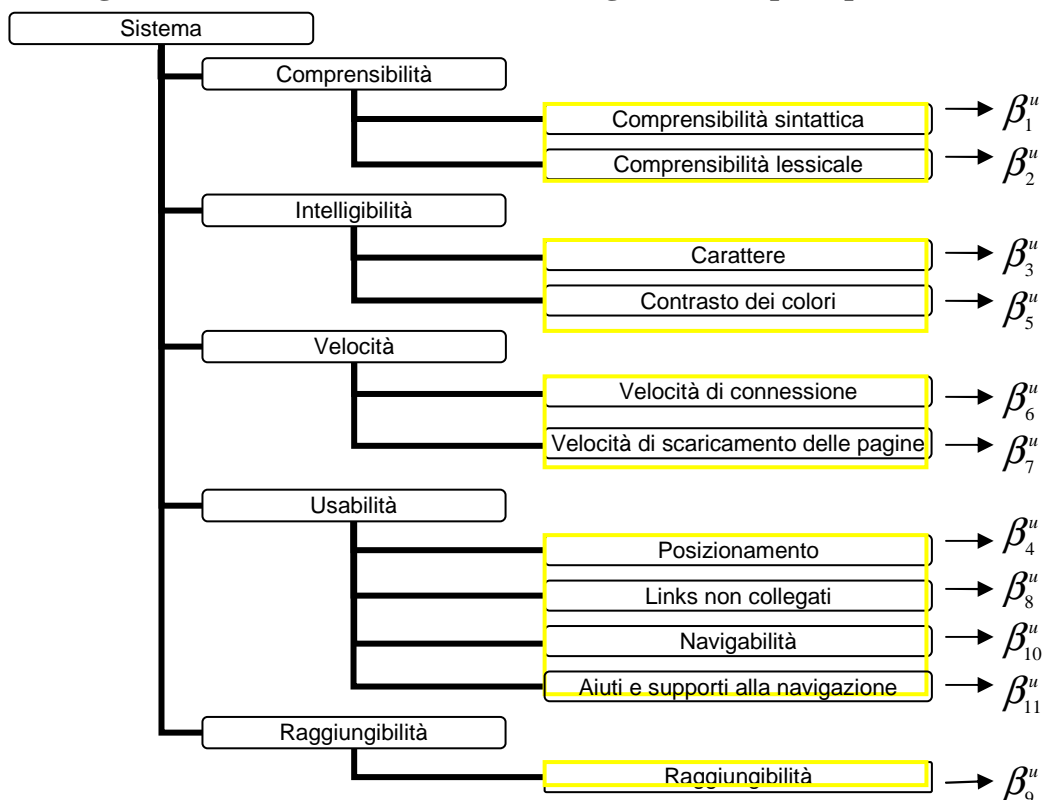 Sistema
Comprensibilità
Comprensibilità sintattica β₁ᵘ
Comprensibilità lessicale β₂ᵘ
Intelligibilità
Carattere β₃ᵘ
Contrasto dei colori β₅ᵘ
Velocità
Velocità di connessione β₆ᵘ
Velocità di scaricamento delle pagine β₇ᵘ
Usabilità
Posizionamento β₄ᵘ
Links non collegati β₈ᵘ
Navigabilità β₁₀ᵘ
Aiuti e supporti alla navigazione β₁₁ᵘ
Raggiungibilità
Raggiungibilità β₉ᵘ